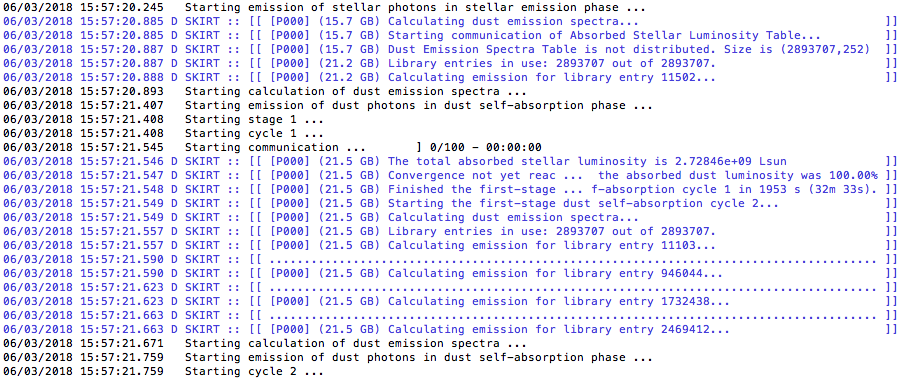 06/03/2018 15:57:20.245   Starting emission of stellar photons in stellar emission phase ...
06/03/2018 15:57:20.885 D SKIRT :: [[ [P000] (15.7 GB) Calculating dust emission spectra... ]]
06/03/2018 15:57:20.885 D SKIRT :: [[ [P000] (15.7 GB) Starting communication of Absorbed Stellar Luminosity Table... ]]
06/03/2018 15:57:20.887 D SKIRT :: [[ [P000] (15.7 GB) Dust Emission Spectra Table is not distributed. Size is (2893707,252) ]]
06/03/2018 15:57:20.887 D SKIRT :: [[ [P000] (21.2 GB) Library entries in use: 2893707 out of 2893707. ]]
06/03/2018 15:57:20.888 D SKIRT :: [[ [P000] (21.2 GB) Calculating emission for library entry 11502... ]]
06/03/2018 15:57:20.893   Starting calculation of dust emission spectra ...
06/03/2018 15:57:21.407   Starting emission of dust photons in dust self-absorption phase ...
06/03/2018 15:57:21.408   Starting stage 1 ...
06/03/2018 15:57:21.408   Starting cycle 1 ...
06/03/2018 15:57:21.545   Starting communication ...       ] 0/100 - 00:00:00
06/03/2018 15:57:21.546 D SKIRT :: [[ [P000] (21.5 GB) The total absorbed stellar luminosity is 2.72846e+09 Lsun ]]
06/03/2018 15:57:21.547 D SKIRT :: [[ [P000] (21.5 GB) Convergence not yet reac ...  the absorbed dust luminosity was 100.00% ]]
06/03/2018 15:57:21.548 D SKIRT :: [[ [P000] (21.5 GB) Finished the first-stage ... f-absorption cycle 1 in 1953 s (32m 33s). ]]
06/03/2018 15:57:21.549 D SKIRT :: [[ [P000] (21.5 GB) Starting the first-stage dust self-absorption cycle 2... ]]
06/03/2018 15:57:21.549 D SKIRT :: [[ [P000] (21.5 GB) Calculating dust emission spectra... ]]
06/03/2018 15:57:21.557 D SKIRT :: [[ [P000] (21.5 GB) Library entries in use: 2893707 out of 2893707. ]]
06/03/2018 15:57:21.557 D SKIRT :: [[ [P000] (21.5 GB) Calculating emission for library entry 11103... ]]
06/03/2018 15:57:21.590 D SKIRT :: [[ ........................................................................................... ]]
06/03/2018 15:57:21.590 D SKIRT :: [[ [P000] (21.5 GB) Calculating emission for library entry 946044... ]]
06/03/2018 15:57:21.623 D SKIRT :: [[ ........................................................................................... ]]
06/03/2018 15:57:21.623 D SKIRT :: [[ [P000] (21.5 GB) Calculating emission for library entry 1732438... ]]
06/03/2018 15:57:21.663 D SKIRT :: [[ ........................................................................................... ]]
06/03/2018 15:57:21.663 D SKIRT :: [[ [P000] (21.5 GB) Calculating emission for library entry 2469412... ]]
06/03/2018 15:57:21.671   Starting calculation of dust emission spectra ...
06/03/2018 15:57:21.759   Starting emission of dust photons in dust self-absorption phase ...
06/03/2018 15:57:21.759   Starting cycle 2 ...